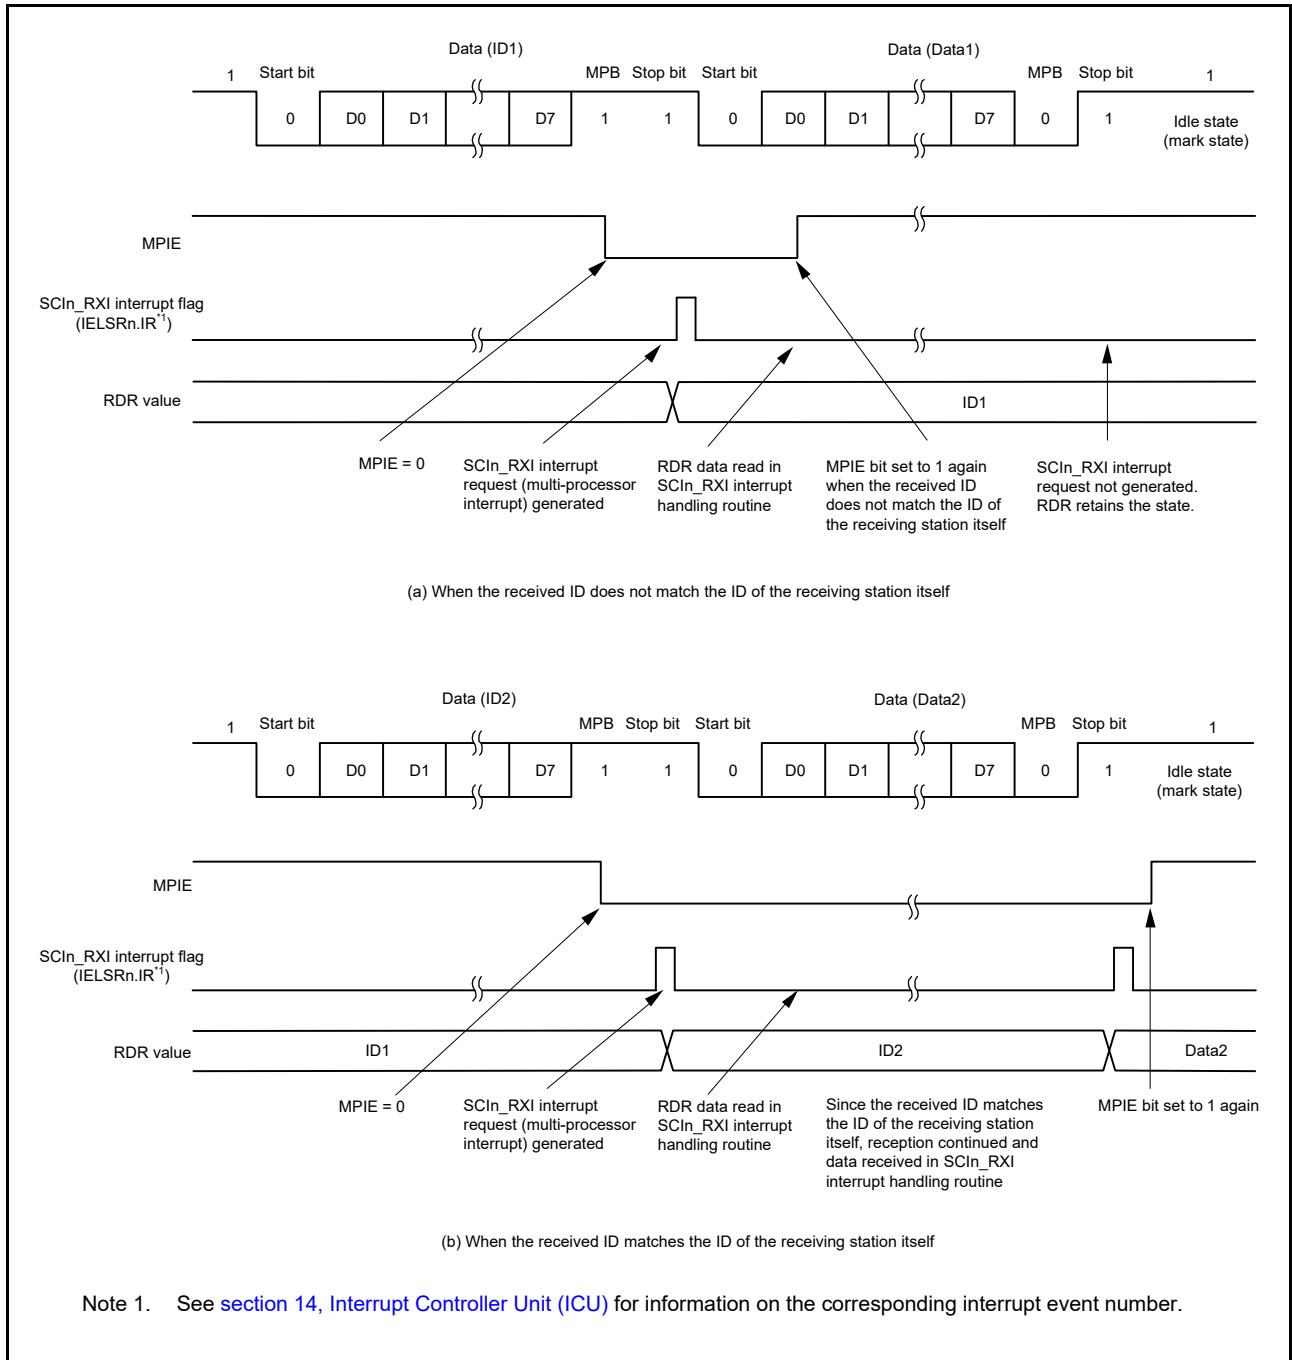 Data (ID1) Data (Data1)
1 Start bit MPB Stop bit Start bit MPB Stop bit 1
0 D0 D1 D7 1 1 0 D0 D1 D7 0 1 Idle state
(mark state)
MPIE
SCIn_RXI interrupt flag
(IELSRn.IR*1)
RDR value ID1
MPIE = 0
SCIn_RXI interrupt
request (multi-processor
interrupt) generated
RDR data read in
SCIn_RXI interrupt
handling routine
MPIE bit set to 1 again
when the received ID
does not match the ID of
the receiving station itself
SCIn_RXI interrupt
request not generated.
RDR retains the state.
(a) When the received ID does not match the ID of the receiving station itself
Data (ID2) Data (Data2)
1 Start bit MPB Stop bit Start bit MPB Stop bit 1
0 D0 D1 D7 1 1 0 D0 D1 D7 0 1 Idle state
(mark state)
MPIE
SCIn_RXI interrupt flag
(IELSRn.IR*1)
RDR value ID1 ID2 Data2
MPIE = 0
SCIn_RXI interrupt
request (multi-processor
interrupt) generated
RDR data read in
SCIn_RXI interrupt
handling routine
Since the received ID matches
the ID of the receiving station
itself, reception continued and
data received in SCIn_RXI
interrupt handling routine
MPIE bit set to 1 again
(b) When the received ID matches the ID of the receiving station itself
Note 1. See section 14, Interrupt Controller Unit (ICU) for information on the corresponding interrupt event number.